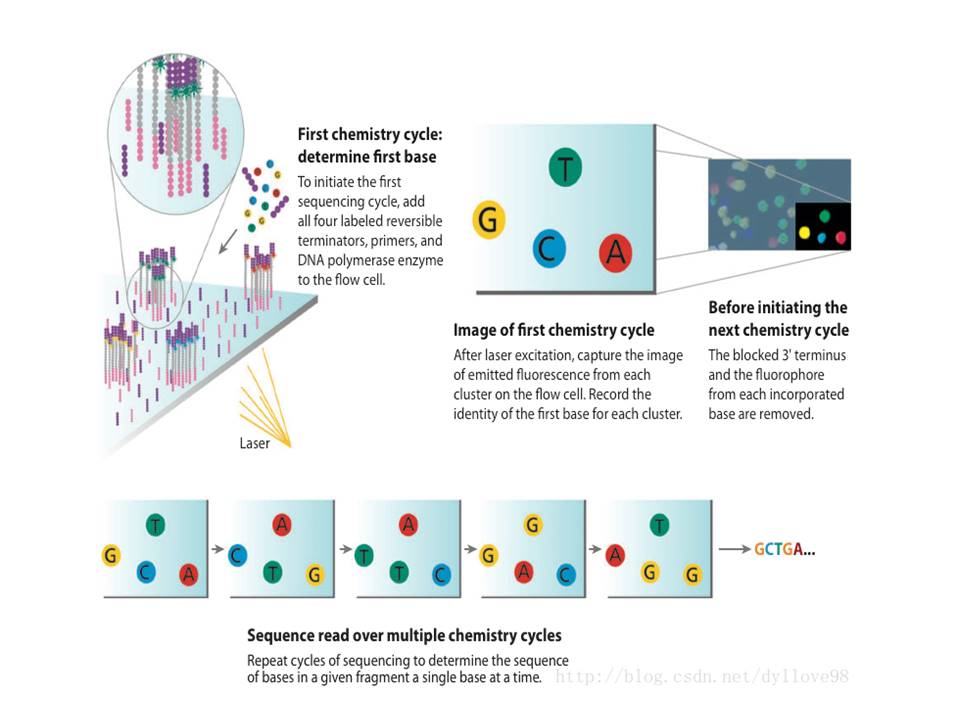 First chemistry cycle:
determine first base
To initiate the first
sequencing cycle, add
all four labeled reversible
terminators, primers, and
DNA polymerase enzyme
to the flow cell.
G
G
G
Laser
T
G
C
A
Image of first chemistry cycle
After laser excitation, capture the image
of emitted fluorescence from each
cluster on the flow cell. Record the
identity of the first base for each cluster.
Before initiating the
next chemistry cycle
The blocked 3' terminus
and the fluorophore
from each incorporated
base are removed.
T
G
C
A
A
C
T
G
A
T
T
C
G
G
A
C
T
A
G
G
GCTGA...
Sequence read over multiple chemistry cycles
Repeat cycles of sequencing to determine the sequence
of bases in a given fragment a single base at a time.
http://blog.csdn.net/dyllove98